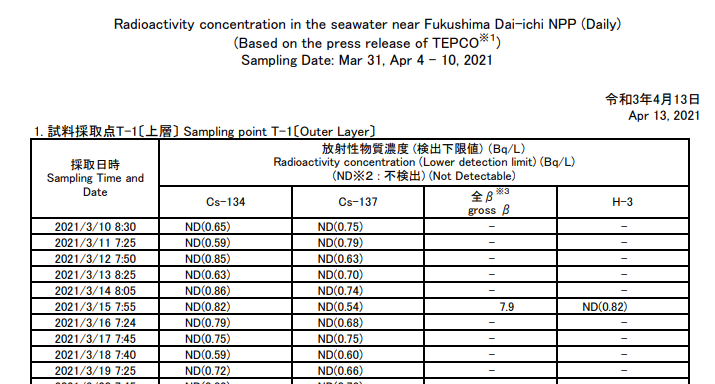 Radioactivity concentration in the seawater near Fukushima Dai-ichi NPP (Daily)
(Based on the press release of TEPCO※1)
Sampling Date: Mar 31, Apr 4 - 10, 2021
令和3年4月13日
Apr 13, 2021
1. 試料採取点T-1〔上層〕 Sampling point T-1〔Outer Layer〕
採取日時
Sampling Time and
Date
放射性物質濃度 (検出下限値) (Bq/L)
Radioactivity concentration (Lower detection limit) (Bq/L)
(ND※2 : 不検出) (Not Detectable)
Cs-134 Cs-137 全β※3 H-3
gross β
2021/3/10 8:30 ND(0.65) ND(0.75) - -
2021/3/11 7:25 ND(0.59) ND(0.79) - -
2021/3/12 7:50 ND(0.85) ND(0.63) - -
2021/3/13 8:25 ND(0.63) ND(0.70) - -
2021/3/14 8:05 ND(0.86) ND(0.74) - -
2021/3/15 7:55 ND(0.82) ND(0.54) 7.9 ND(0.82)
2021/3/16 7:24 ND(0.79) ND(0.68) - -
2021/3/17 7:45 ND(0.75) ND(0.75) - -
2021/3/18 7:40 ND(0.59) ND(0.60) - -
2021/3/19 7:25 ND(0.72) ND(0.66) - -